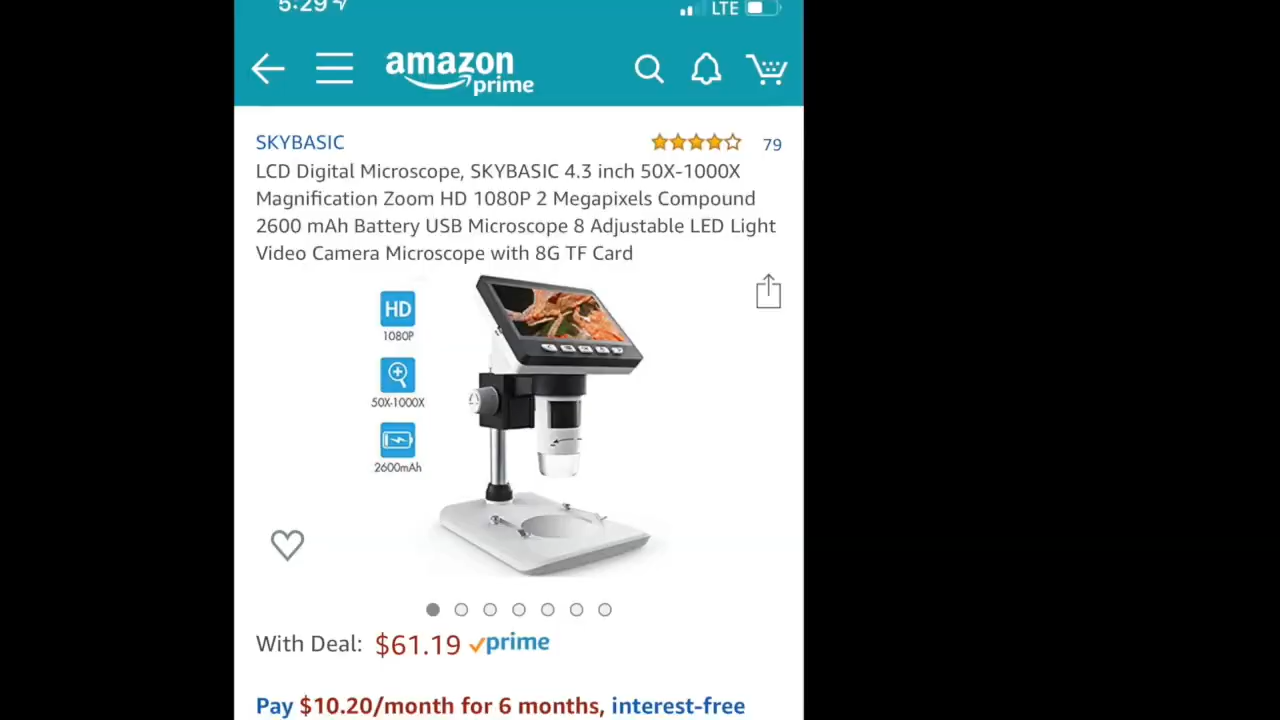 5:29
LTE
amazon
prime
SKYBASIC
79
LCD Digital Microscope, SKYBASIC 4.3 inch 50X-1000X
Magnification Zoom HD 1080P 2 Megapixels Compound
2600 mAh Battery USB Microscope 8 Adjustable LED Light
Video Camera Microscope with 8G TF Card
HD
1080P
50X-1000X
2600mAh
With Deal: $61.19 prime
Pay $10.20/month for 6 months, interest-free